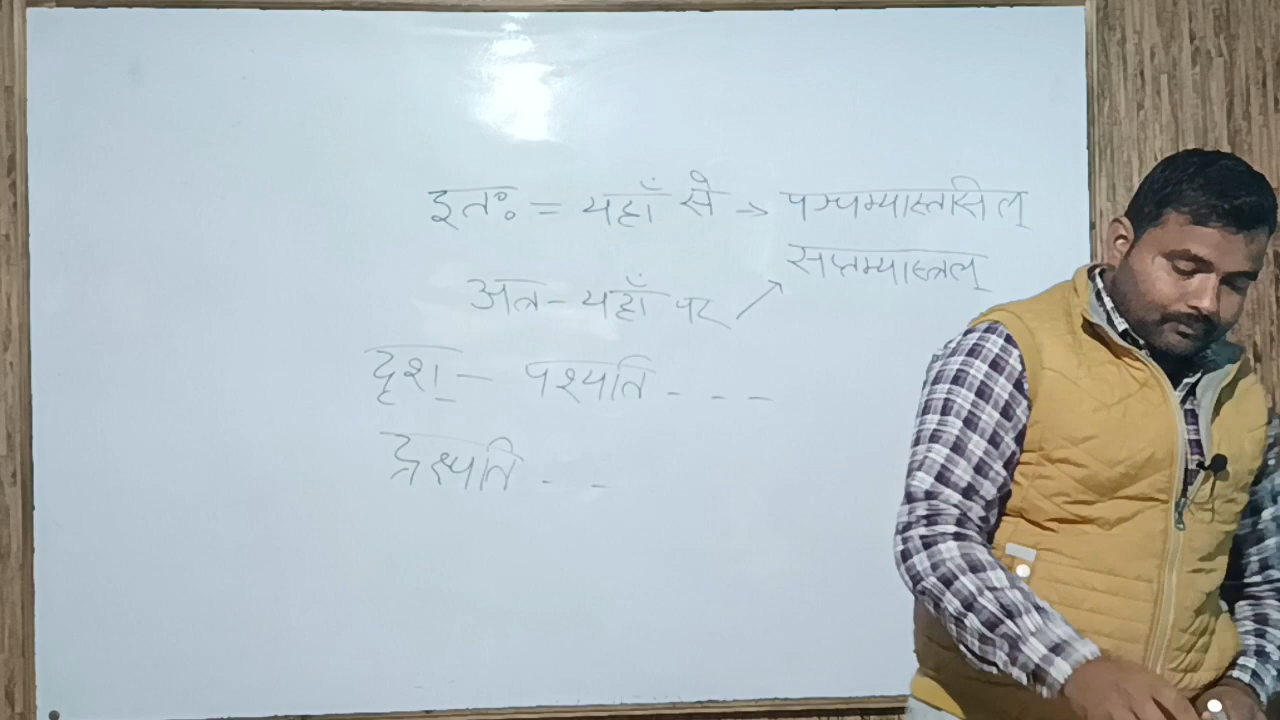 इतः = यहाँ से → पञ्चम्यास्तसिल्
सप्तम्यास्त्रल्
अत्र - यहाँ पर ↗
दृश् - पश्यति - - -
द्रक्ष्यति - -